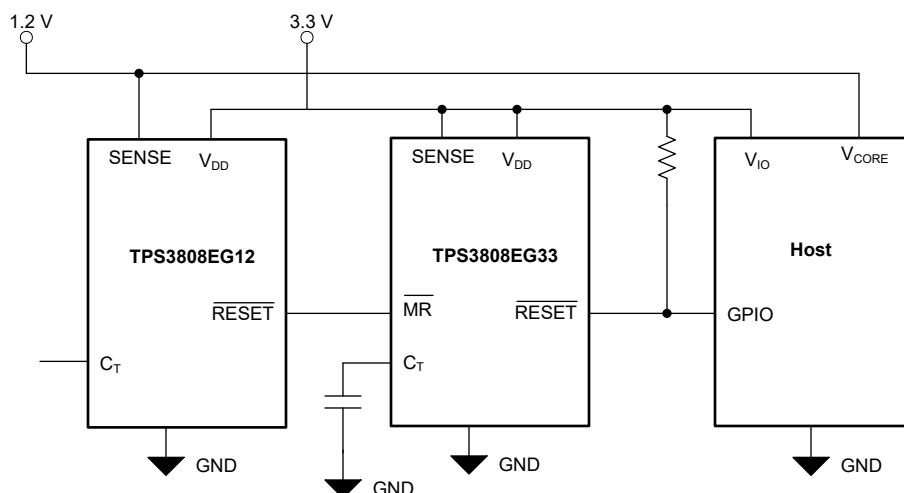 1.2 V
3.3 V
SENSE
VDD
TPS3808EG12
RESET
CT
GND
SENSE
VDD
TPS3808EG33
MR
RESET
CT
GND
GND
VIO
VCORE
Host
GPIO
GND